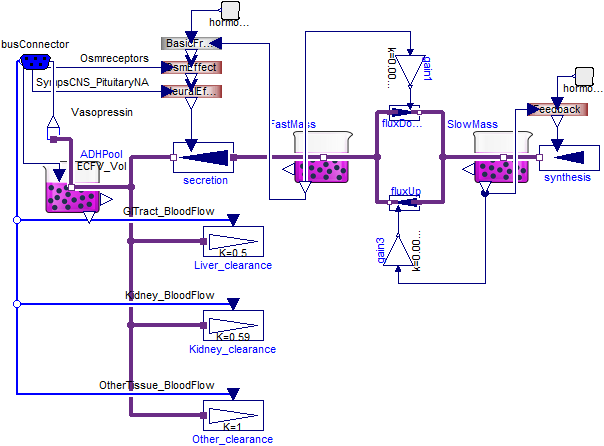 hormo...
busConnector
BasicFr...
k=0.00...
gain1
Osmreceptors
OsmEffect
hormo...
SympsCNS_PituitaryNA
NeuralEf...
Vasopressin
Feedback
FastMass
fluxDo...
SlowMass
ADHPool
ECFV_Vol
secretion
synthesis
fluxUp
GITract_BloodFlow
gain3
k=0.00...
K=0.5
Liver_clearance
Kidney_BloodFlow
K=0.59
Kidney_clearance
OtherTissue_BloodFlow
K=1
Other_clearance